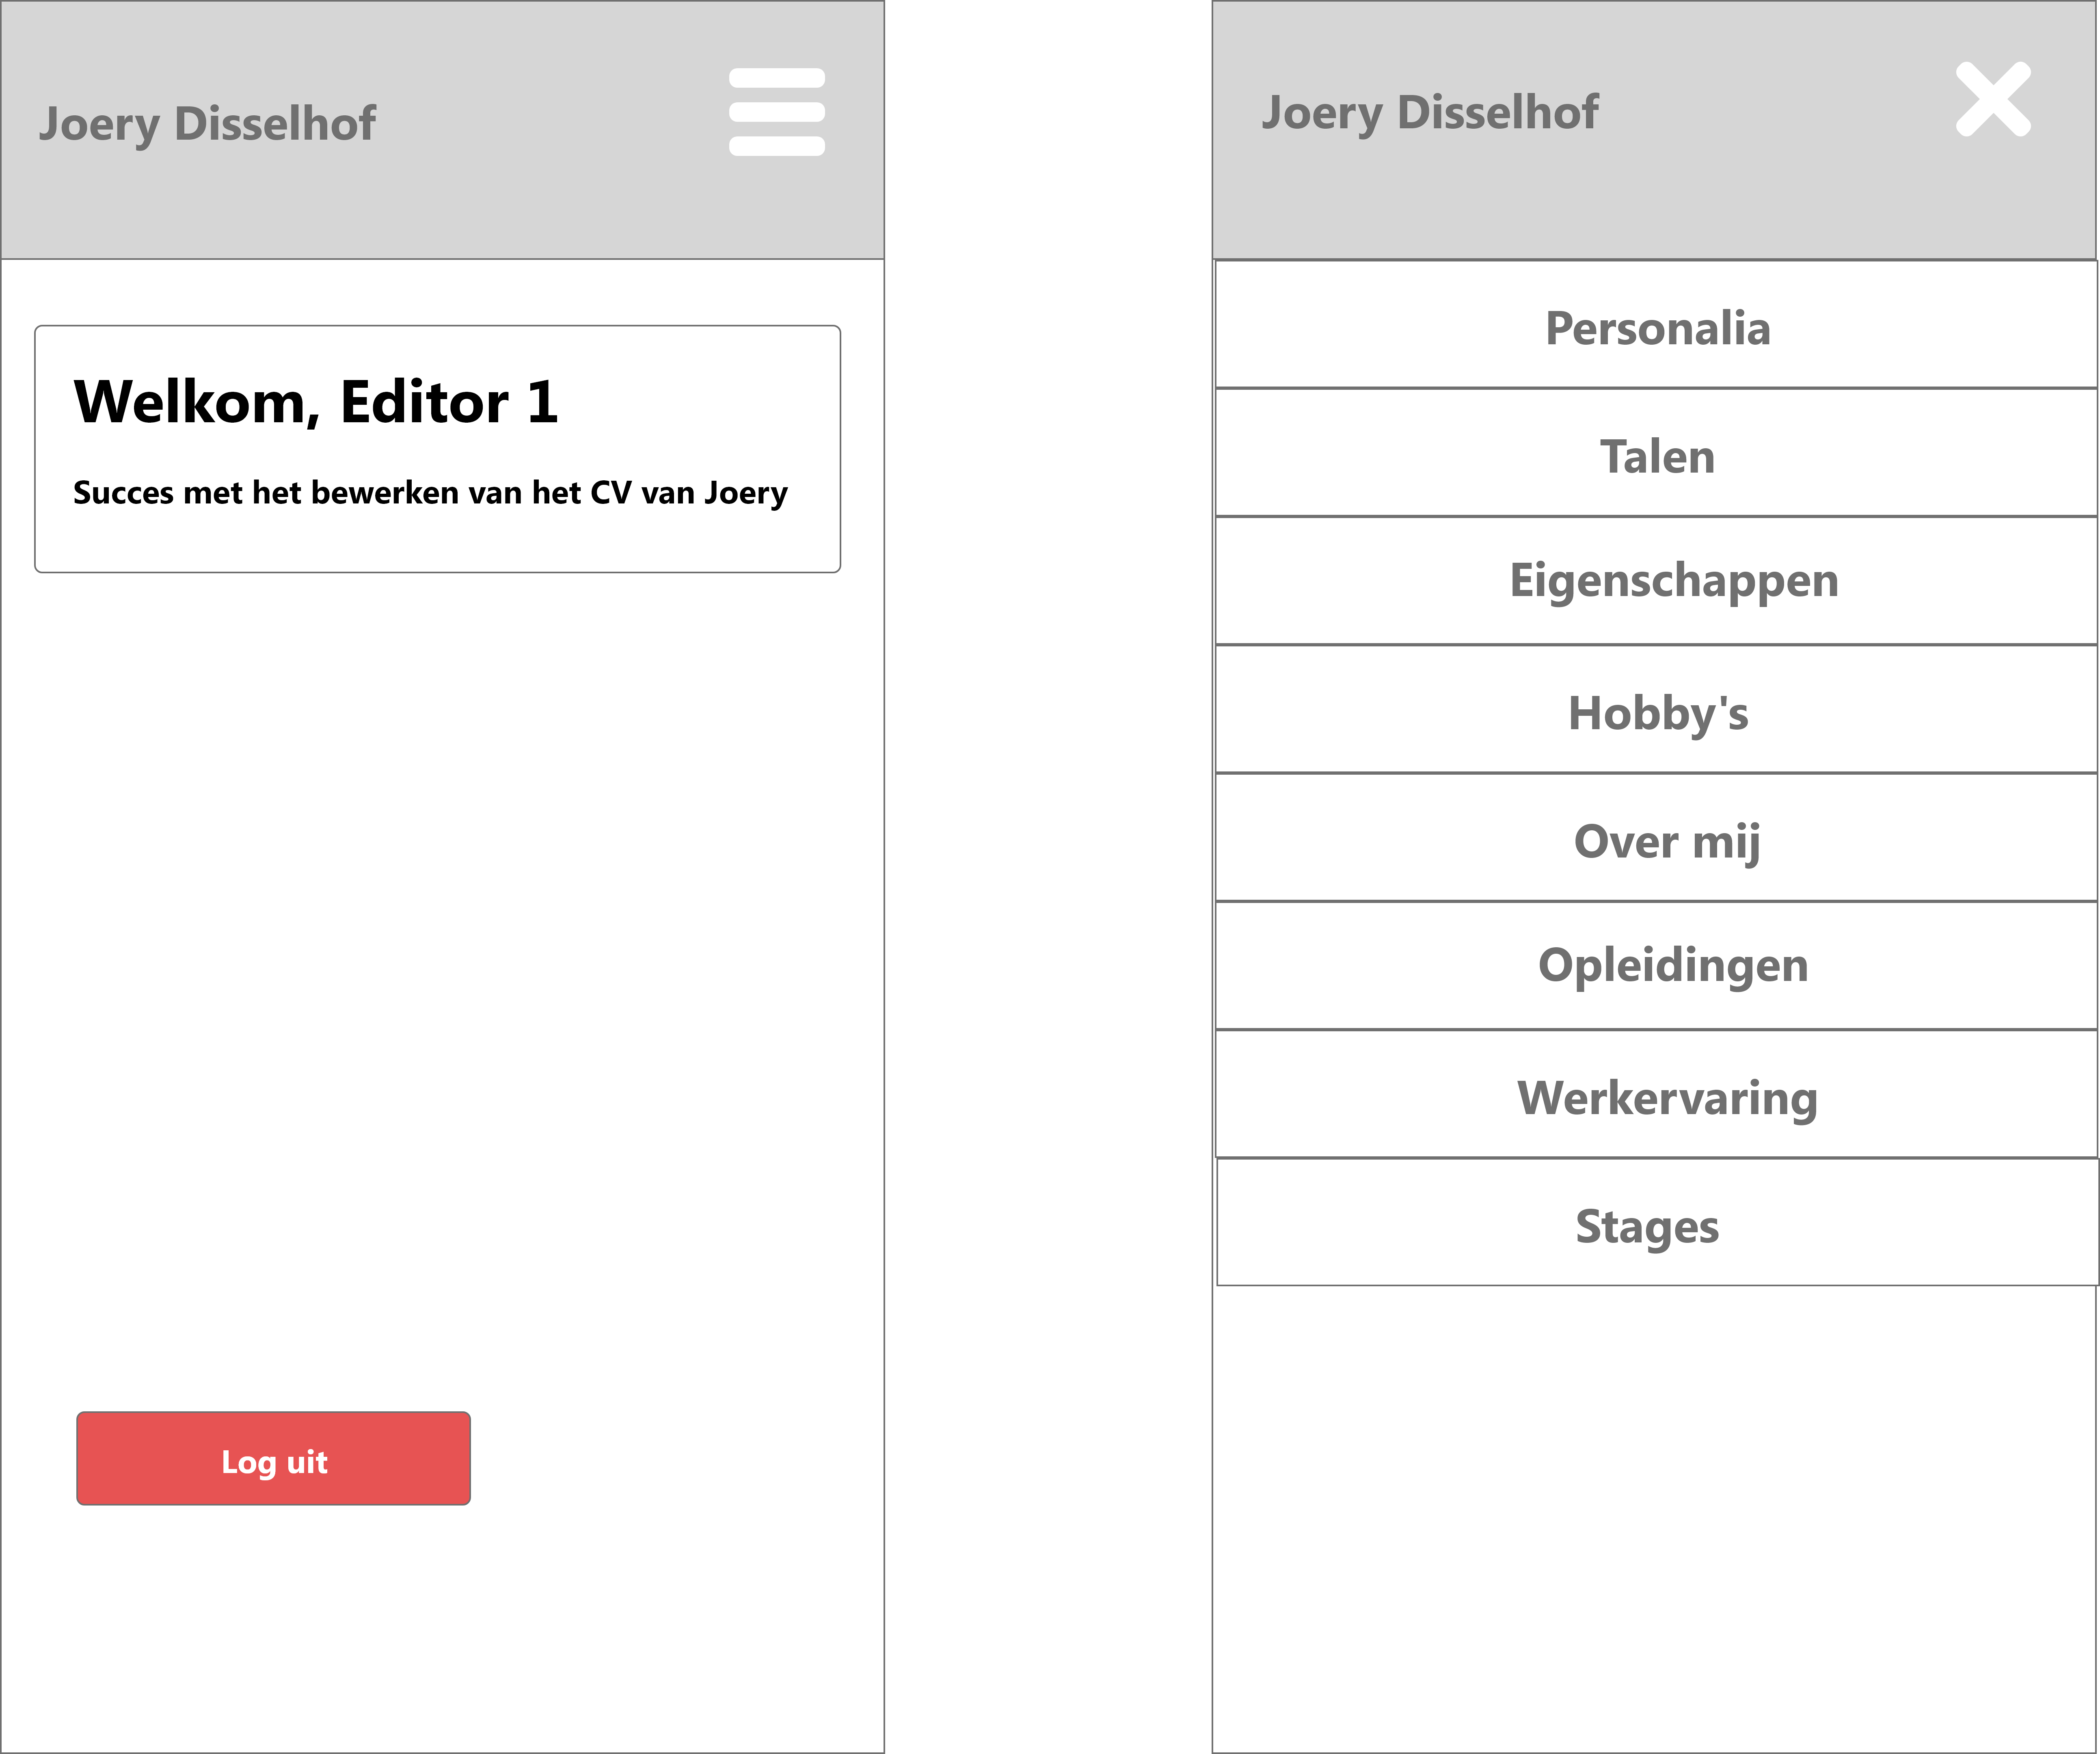 Joery Disselhof
Welkom, Editor 1
Succes met het bewerken van het CV van Joery
Log uit
Joery Disselhof
Personalia
Talen
Eigenschappen
Hobby's
Over mij
Opleidingen
Werkervaring
Stages